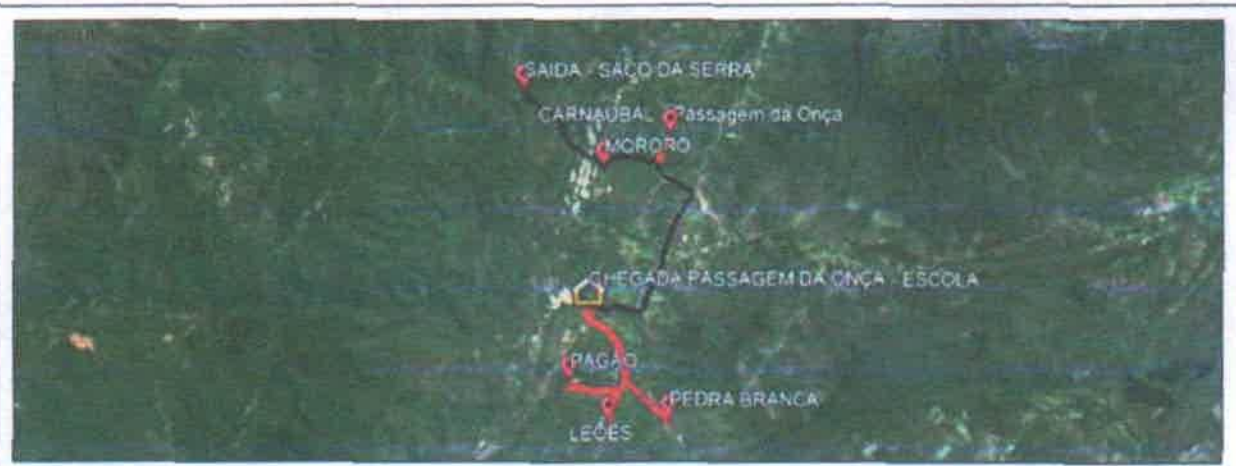 SAIDA - SACO DA SERRA
CARNAUBAL
Passagem da Onça
MORORO
CHEGADA PASSAGEM DA ONÇA - ESCOLA
PAGÃO
PEDRA BRANCA
LEÕES